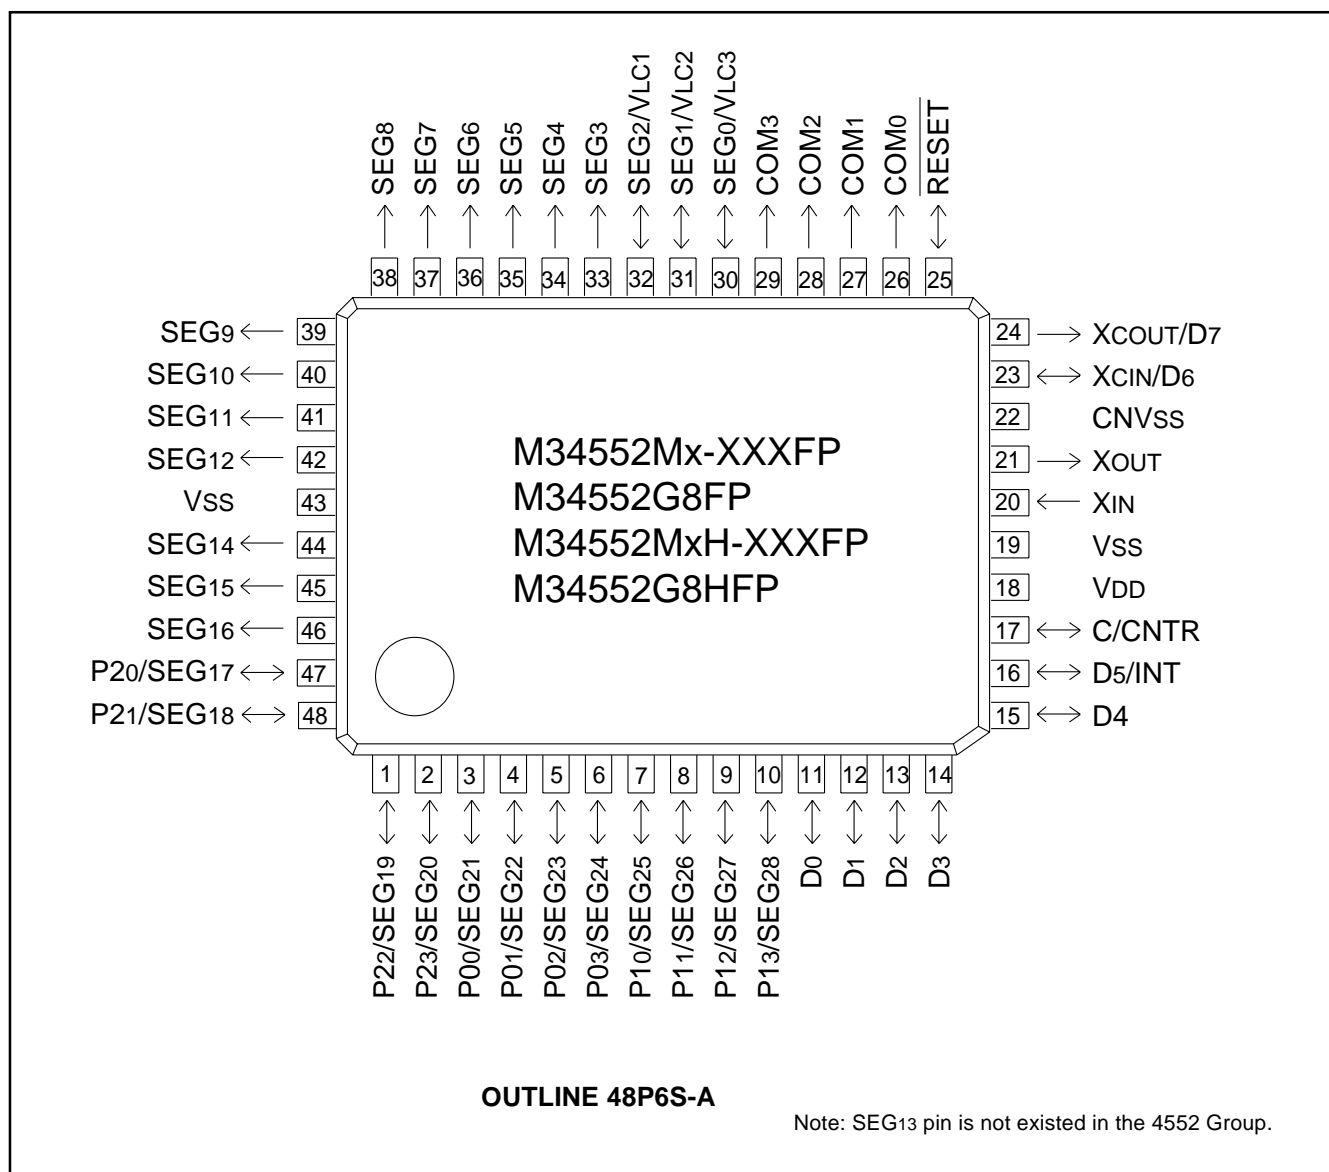 SEG8
SEG7
SEG6
SEG5
SEG4
SEG3
SEG2/VLC1
SEG1/VLC2
SEG0/VLC3
COM3
COM2
COM1
COM0
RESET
38
37
36
35
34
33
32
31
30
29
28
27
26
25
SEG9 39
SEG10 40
SEG11 41
SEG12 42
VSS 43
SEG14 44
SEG15 45
SEG16 46
P20/SEG17 47
P21/SEG18 48
M34552Mx-XXXFP
M34552G8FP
M34552MxH-XXXFP
M34552G8HFP
24 XCOUT/D7
23 XCIN/D6
22 CNVSS
21 XOUT
20 XIN
19 VSS
18 VDD
17 C/CNTR
16 D5/INT
15 D4
1
2
3
4
5
6
7
8
9
10
11
12
13
14
P22/SEG19
P23/SEG20
P00/SEG21
P01/SEG22
P02/SEG23
P03/SEG24
P10/SEG25
P11/SEG26
P12/SEG27
P13/SEG28
D0
D1
D2
D3
OUTLINE 48P6S-A
Note: SEG13 pin is not existed in the 4552 Group.